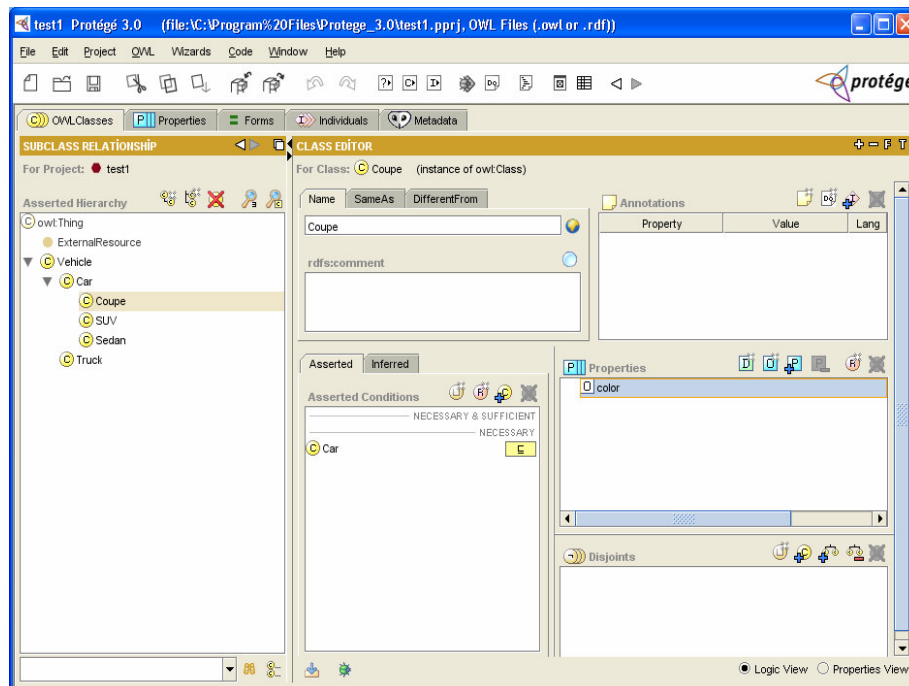 test1 Protégé 3.0 (file:\C:\Program%20Files\Protege_3.0\test1.pprj, OWL Files (.owl or .rdf))
File Edit Project OWL Wizards Code Window Help
protégé
OWLClasses Properties Forms Individuals Metadata
SUBCLASS RELATIONSHİP
For Project: test1
Asserted Hierarchy
owl:Thing
ExternalResource
Vehicle
Car
Coupe
SUV
Sedan
Truck
CLASS EDİTOR
For Class: Coupe (instance of owl:Class)
Name SameAs DifferentFrom
Coupe
rdfs:comment
Annotations
Property Value Lang
Asserted Inferred
Asserted Conditions
NECESSARY & SUFFICIENT
NECESSARY
Car
Properties
color
Disjoints
Logic View Properties View